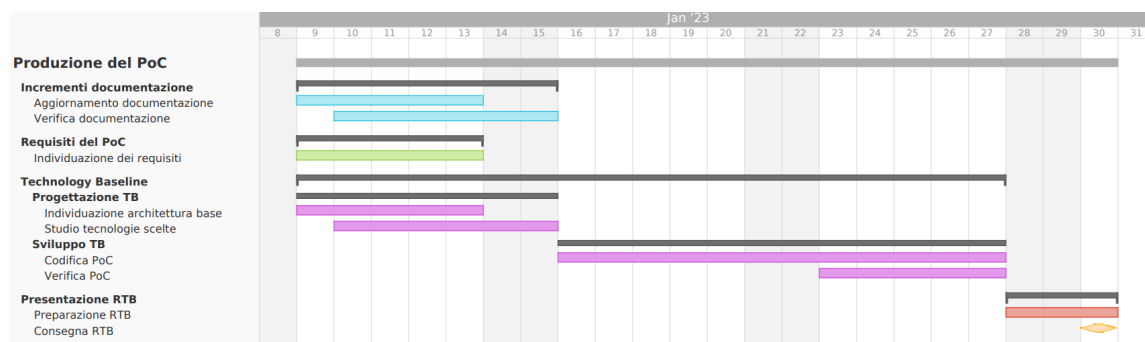 Jan '23
8 9 10 11 12 13 14 15 16 17 18 19 20 21 22 23 24 25 26 27 28 29 30 31
Produzione del PoC
Incrementi documentazione
Aggiornamento documentazione
Verifica documentazione
Requisiti del PoC
Individuazione dei requisiti
Technology Baseline
Progettazione TB
Individuazione architettura base
Studio tecnologie scelte
Sviluppo TB
Codifica PoC
Verifica PoC
Presentazione RTB
Preparazione RTB
Consegna RTB